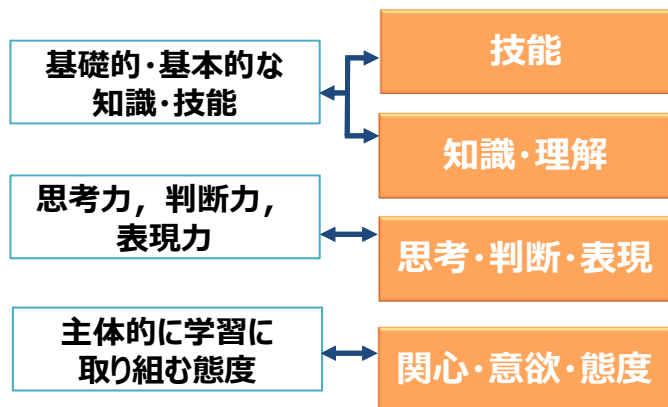 基礎的・基本的な
知識・技能
技能
知識・理解
思考力，判断力，
表現力
思考・判断・表現
主体的に学習に
取り組む態度
関心・意欲・態度